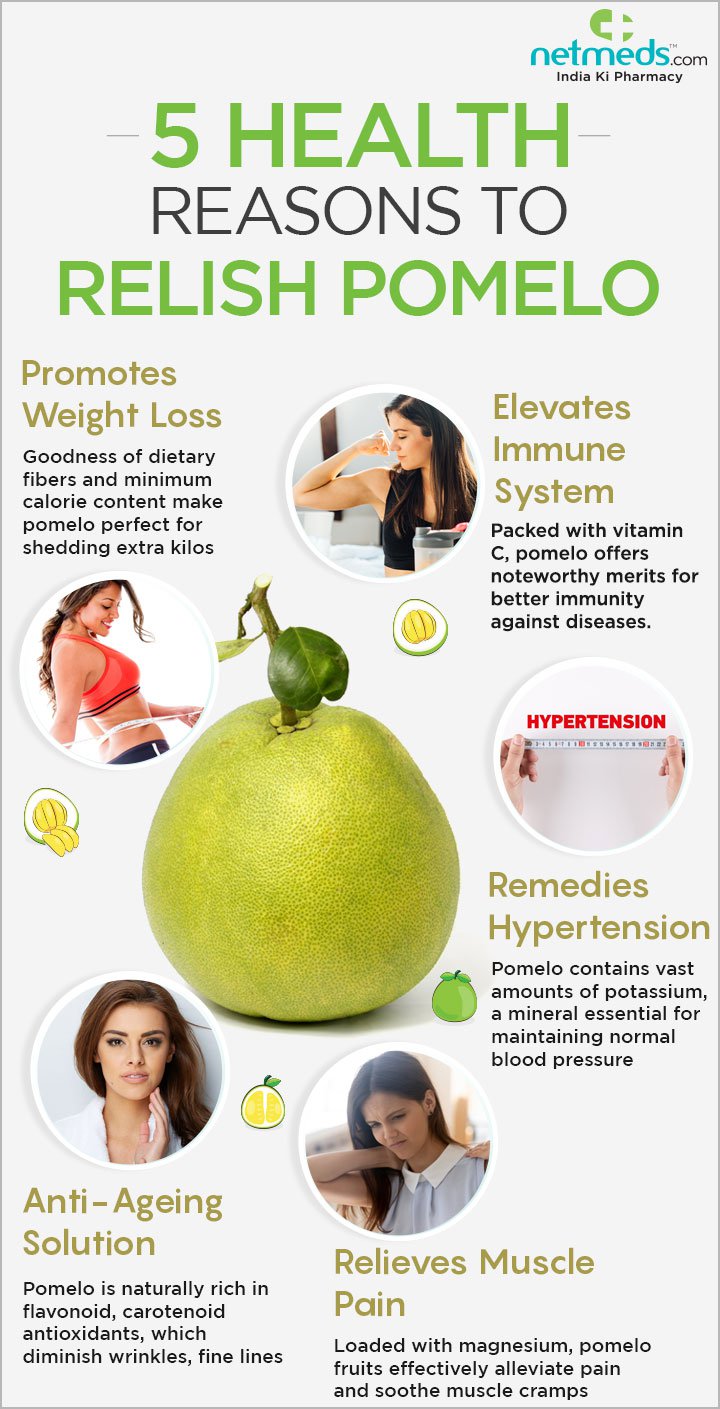 netmeds.com™
India Ki Pharmacy
5 HEALTH
REASONS TO
RELISH POMELO
Promotes
Weight Loss
Goodness of dietary
fibers and minimum
calorie content make
pomelo perfect for
shedding extra kilos
Elevates
Immune
System
Packed with vitamin
C, pomelo offers
noteworthy merits for
better immunity
against diseases.
HYPERTENSION
Remedies
Hypertension
Pomelo contains vast
amounts of potassium,
a mineral essential for
maintaining normal
blood pressure
Anti-Ageing
Solution
Pomelo is naturally rich in
flavonoid, carotenoid
antioxidants, which
diminish wrinkles, fine lines
Relieves Muscle
Pain
Loaded with magnesium, pomelo
fruits effectively alleviate pain
and soothe muscle cramps